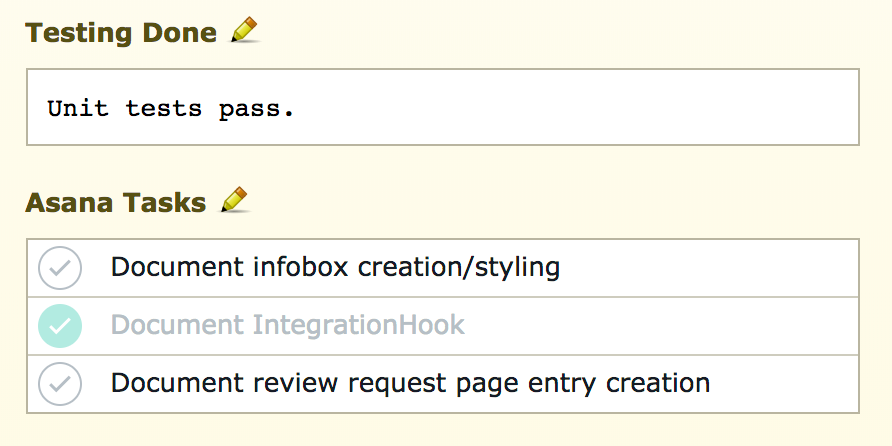 Testing Done
Unit tests pass.
Asana Tasks
Document infobox creation/styling
Document IntegrationHook
Document review request page entry creation